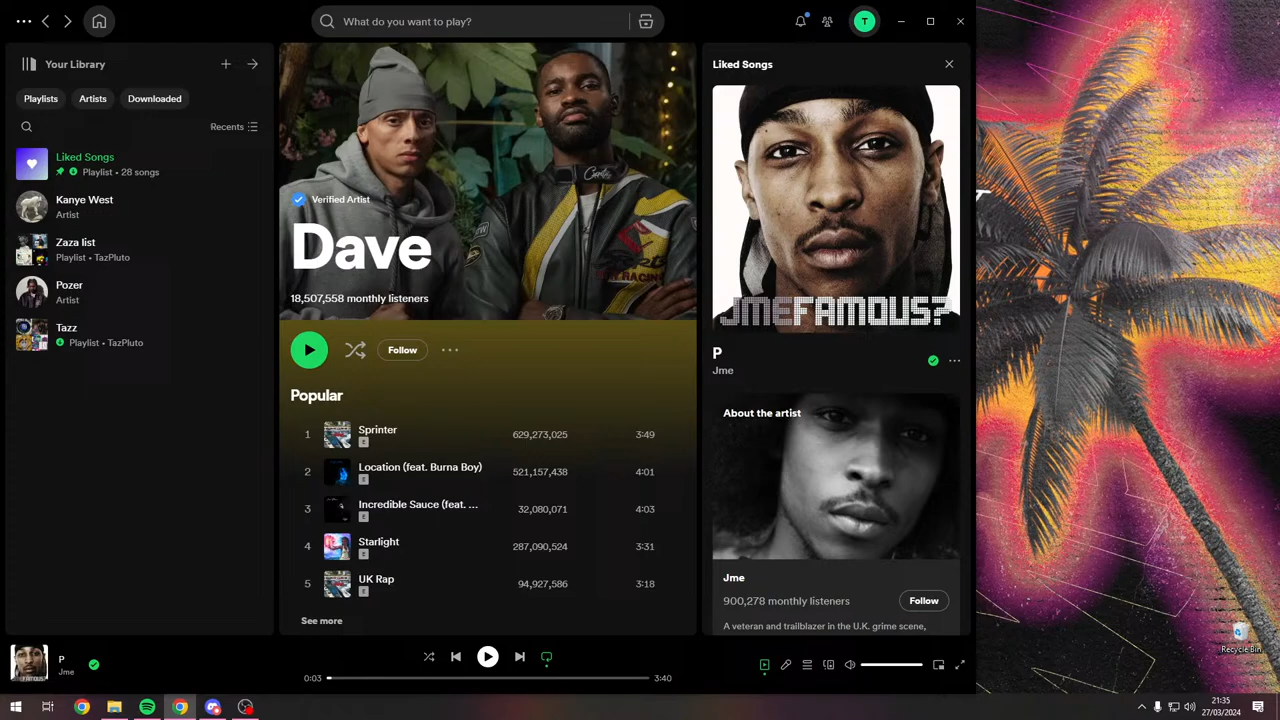 What do you want to play?
T
Your Library
Playlists
Artists
Downloaded
Recents
Liked Songs
Playlist • 28 songs
Kanye West
Artist
Zaza list
Playlist • TazPluto
Pozer
Artist
Tazz
Playlist • TazPluto
Verified Artist
Dave
18,507,558 monthly listeners
Follow
Popular
1 Sprinter 629,273,025 3:49
E
2 Location (feat. Burna Boy) 521,157,438 4:01
E
3 Incredible Sauce (feat. ... 32,080,071 4:03
E
4 Starlight 287,090,524 3:31
E
5 UK Rap 94,927,586 3:18
E
See more
Liked Songs
JMEFAMOUS?
P
Jme
About the artist
Jme
900,278 monthly listeners
Follow
A veteran and trailblazer in the U.K. grime scene,
P
Jme
0:03
3:40
Recycle Bin
21:35
27/03/2024